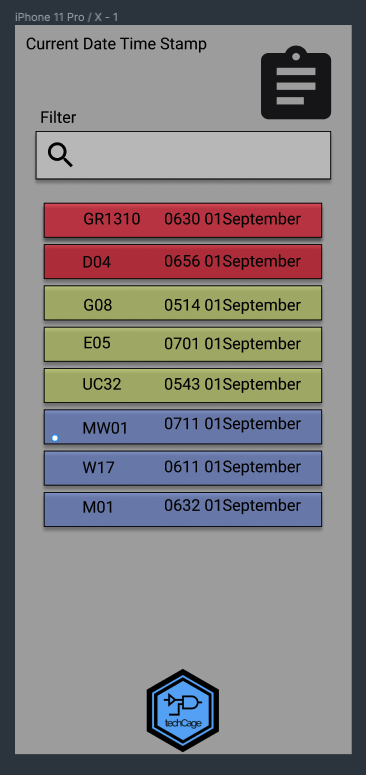 iPhone 11 Pro / X - 1
Current Date Time Stamp
Filter
GR1310 0630 01September
D04 0656 01September
G08 0514 01September
E05 0701 01September
UC32 0543 01September
MW01 0711 01September
W17 0611 01September
M01 0632 01September
techCage